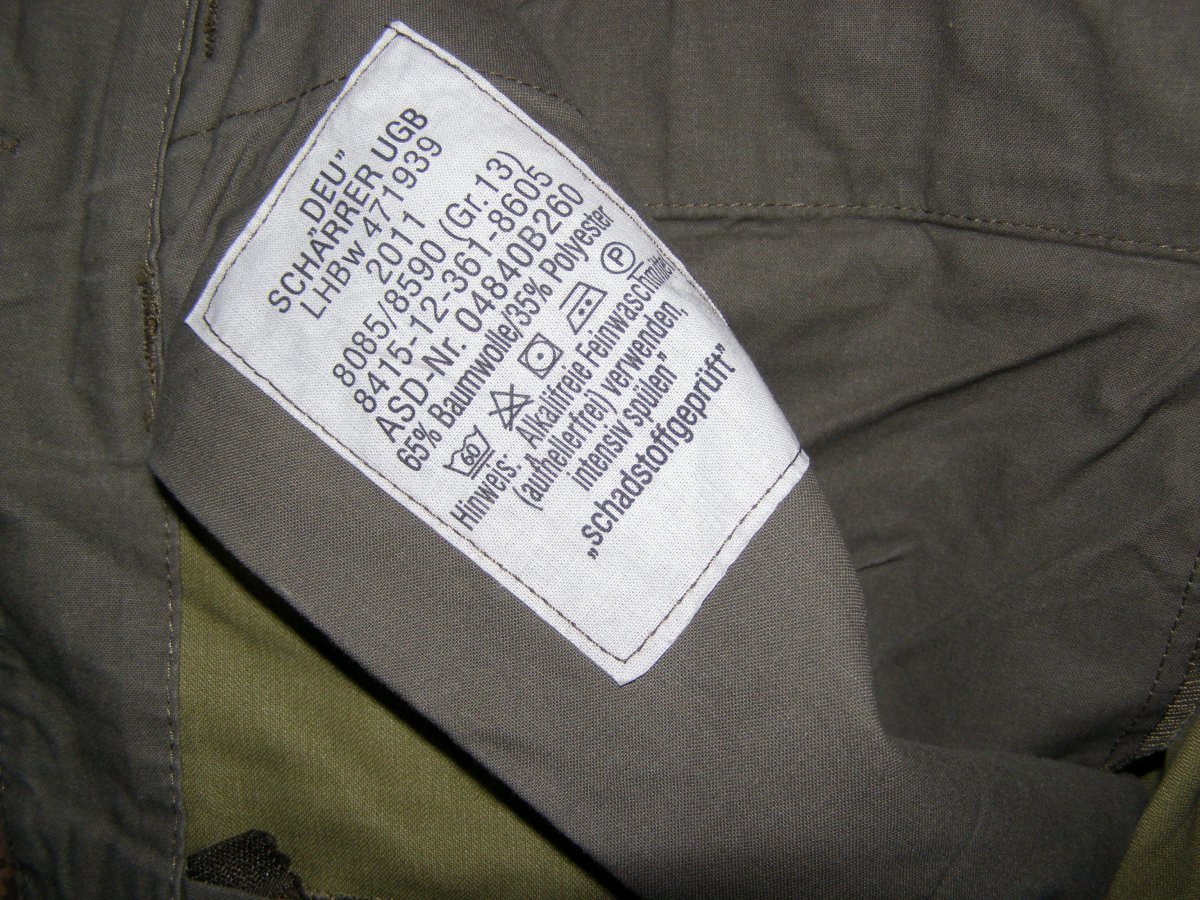 „DEU”
SCHÄRRER UGB
LHBw 471939
2011
8085/8590 (Gr. 13)
8415-12-361-8605
ASD-Nr. 04840B260
65% Baumwolle/35% Polyester
60 P
Hinweis: Alkalifreie Feinwaschmittel
(aufhellerfrei) verwenden,
intensiv spülen”
„schadstoffgeprüft”